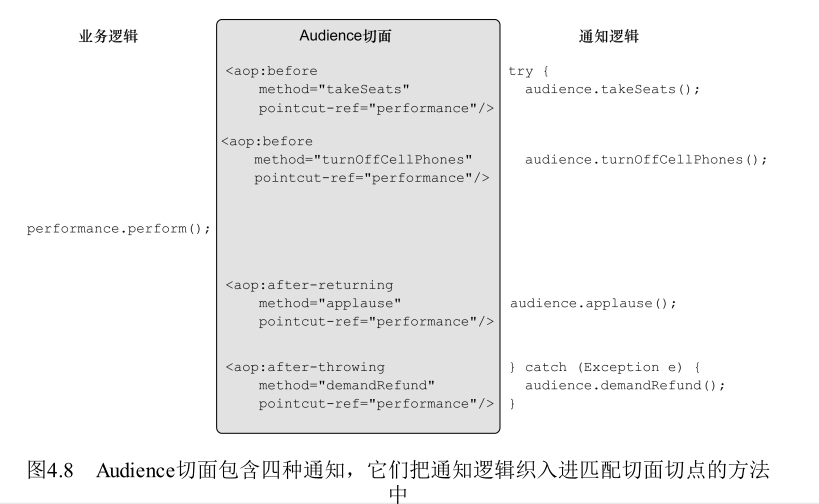 业务逻辑 Audience切面 通知逻辑
<aop:before try {
method="takeSeats" audience.takeSeats();
pointcut-ref="performance"/>
<aop:before
method="turnOffCellPhones" audience.turnOffCellPhones();
pointcut-ref="performance"/>
performance.perform();
<aop:after-returning
method="applause" audience.applause();
pointcut-ref="performance"/>
<aop:after-throwing } catch (Exception e) {
method="demandRefund" audience.demandRefund();
pointcut-ref="performance"/> }
图4.8 Audience切面包含四种通知，它们把通知逻辑织入进匹配切面切点的方法
中